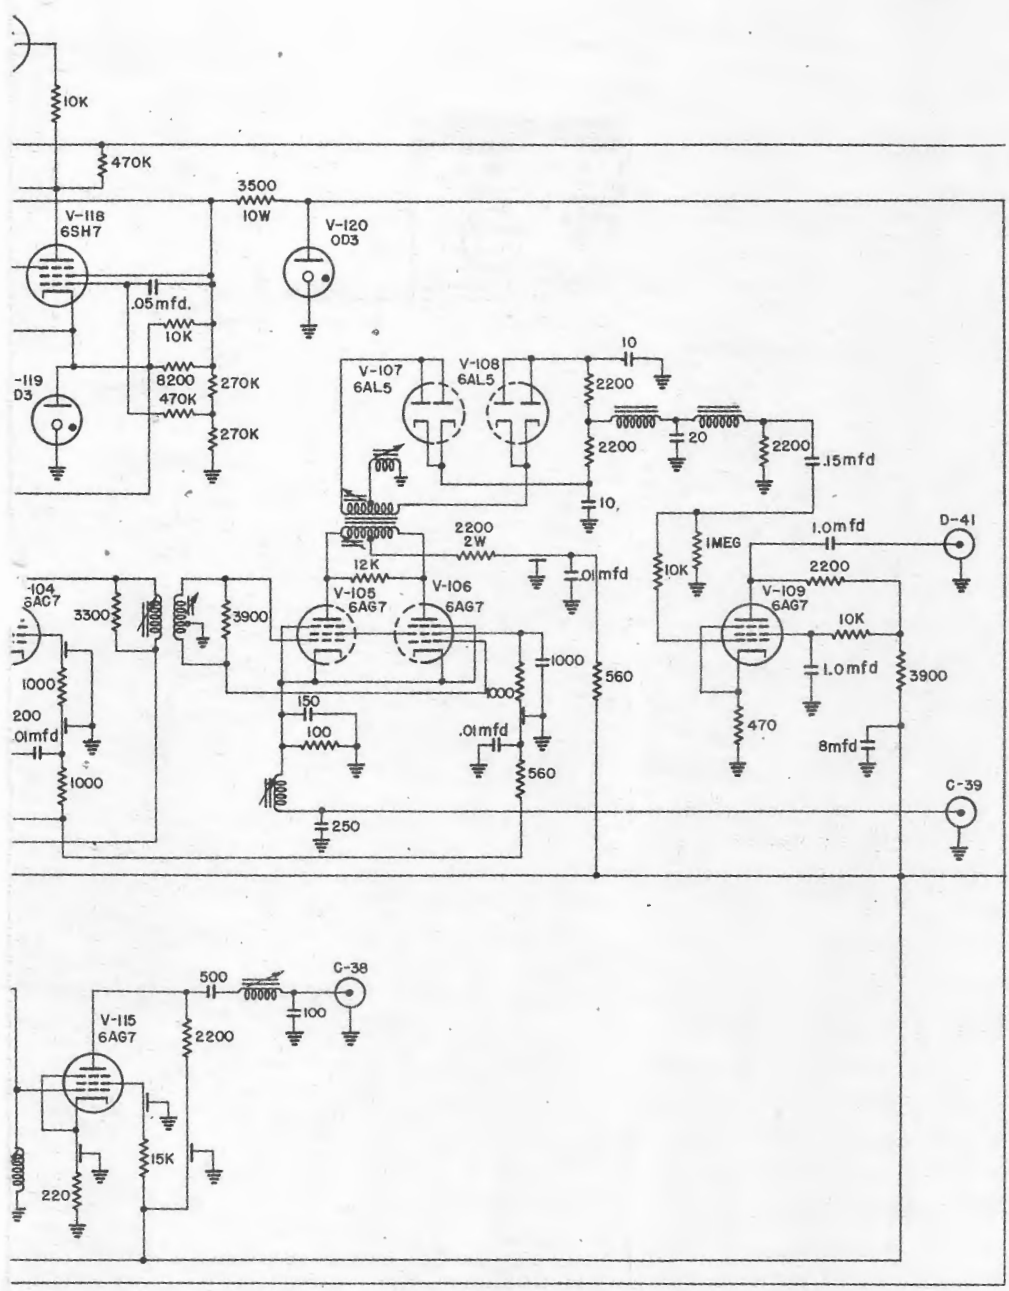 10K
470K
3500
10W
V-118
6SH7
V-120
OD3
.05mfd.
10K
8200
470K
270K
270K
-119
D3
V-107
6AL5
V-108
6AL5
10
2200
2200
20
2200
.15mfd
10
2200
2W
.01mfd
1MEG
10K
1.0mfd
D-41
2200
V-109
6AG7
10K
1.0mfd
3900
470
8mfd
C-39
-104
6AC7
3300
3900
12K
V-105
6AG7
V-106
6AG7
1000
1000
560
1000
200
.01mfd
1000
150
100
.01mfd
560
250
500
C-38
100
V-115
6AG7
2200
15K
220